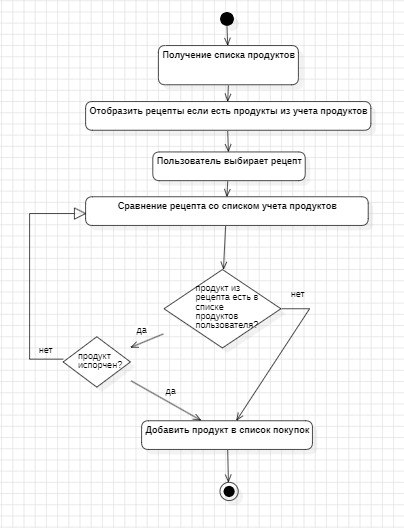 Получение списка продуктов
Отобразить рецепты если есть продукты из учета продуктов
Пользователь выбирает рецепт
Сравнение рецепта со списком учета продуктов
продукт из
рецепта есть в
списке
продуктов
пользователя?
нет
да
нет
продукт
испорчен?
да
Добавить продукт в список покупок